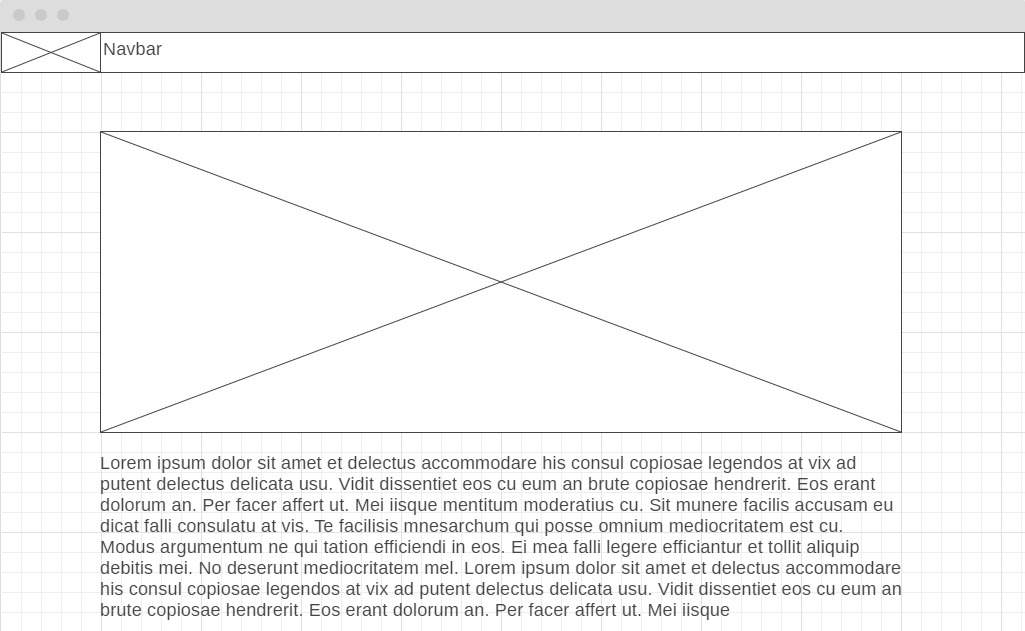 Navbar
Lorem ipsum dolor sit amet et delectus accommodare his consul copiosae legendos at vix ad
putent delectus delicata usu. Vidit dissentiet eos cu eum an brute copiosae hendrerit. Eos erant
dolorum an. Per facer affert ut. Mei iisque mentitum moderatius cu. Sit munere facilis accusam eu
dicat falli consulatu at vis. Te facilisis mnesarchum qui posse omnium mediocritatem est cu.
Modus argumentum ne qui tation efficiendi in eos. Ei mea falli legere efficiantur et tollit aliquip
debitis mei. No deserunt mediocritatem mel. Lorem ipsum dolor sit amet et delectus accommodare
his consul copiosae legendos at vix ad putent delectus delicata usu. Vidit dissentiet eos cu eum an
brute copiosae hendrerit. Eos erant dolorum an. Per facer affert ut. Mei iisque